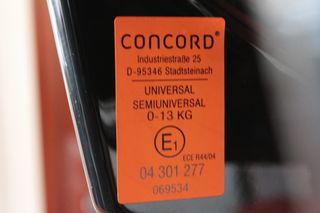 CONCORD®
Industriestraße 25
D-95346 Stadtsteinach
UNIVERSAL
SEMIUNIVERSAL
0-13 KG
E1
ECE R44/04
04 301 277
069534